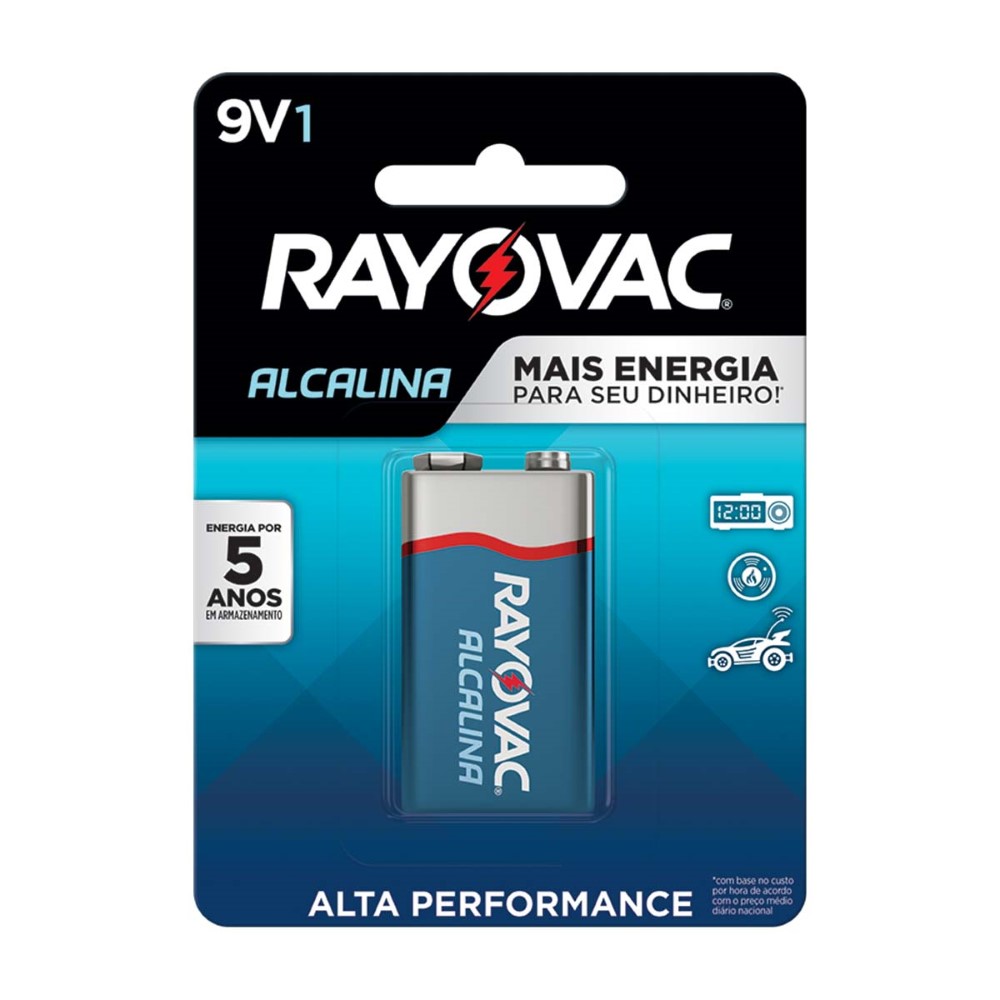 9V1
RAYOVAC®
ALCALINA
MAIS ENERGIA
PARA SEU DINHEIRO!*
ENERGIA POR
5
ANOS
EM ARMAZENAMENTO
12:00
RAYOVAC®
ALCALINA
ALTA PERFORMANCE
*com base no custo
por hora de acordo
com o preço médio
diário nacional